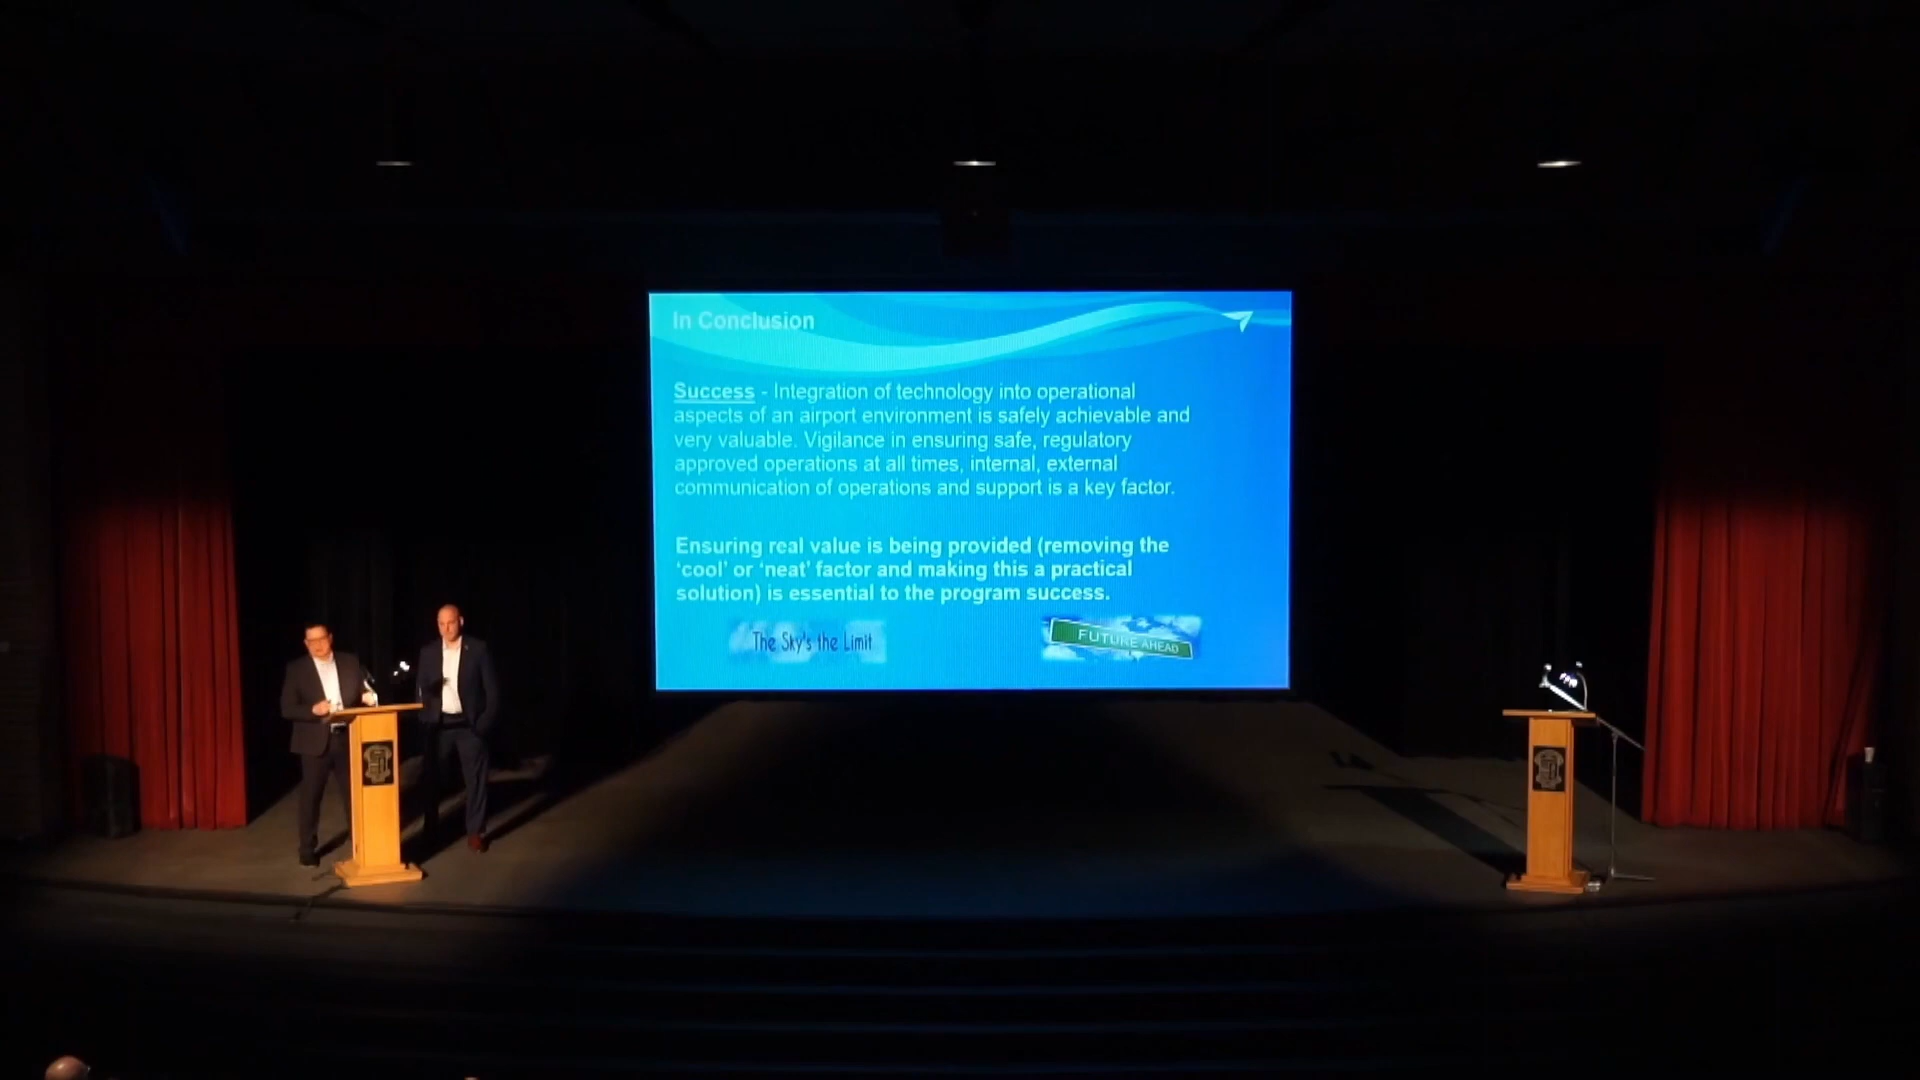 In Conclusion
Success - Integration of technology into operational
aspects of an airport environment is safely achievable and
very valuable. Vigilance in ensuring safe, regulatory
approved operations at all times, internal, external
communication of operations and support is a key factor.
Ensuring real value is being provided (removing the
‘cool’ or ‘neat’ factor and making this a practical
solution) is essential to the program success.
The Sky's the Limit
FUTURE AHEAD